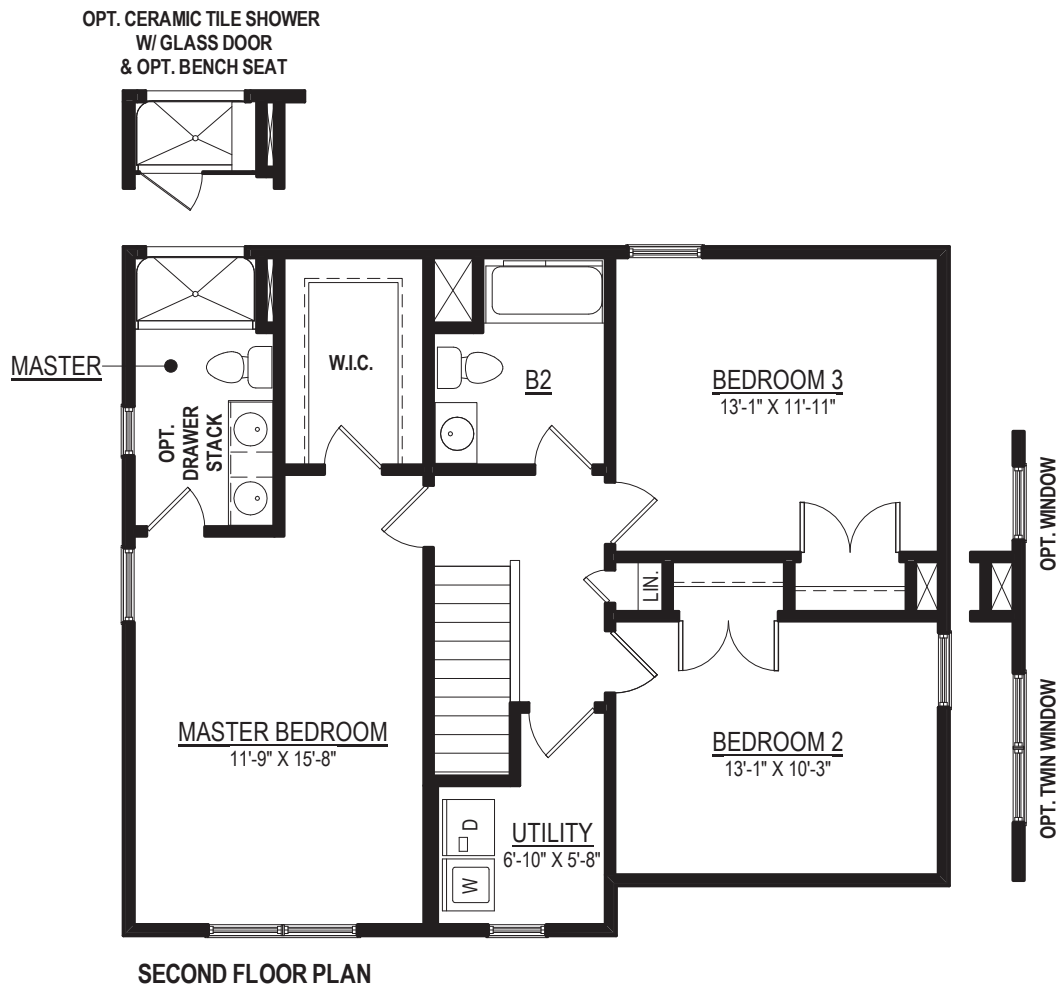 OPT. CERAMIC TILE SHOWER
W/ GLASS DOOR
& OPT. BENCH SEAT
MASTER
OPT.
DRAWER
STACK
W.I.C.
B2
BEDROOM 3
13'-1" X 11'-11"
OPT. WINDOW
LIN.
MASTER BEDROOM
11'-9" X 15'-8"
BEDROOM 2
13'-1" X 10'-3"
OPT. TWIN WINDOW
D
W
UTILITY
6'-10" X 5'-8"
SECOND FLOOR PLAN